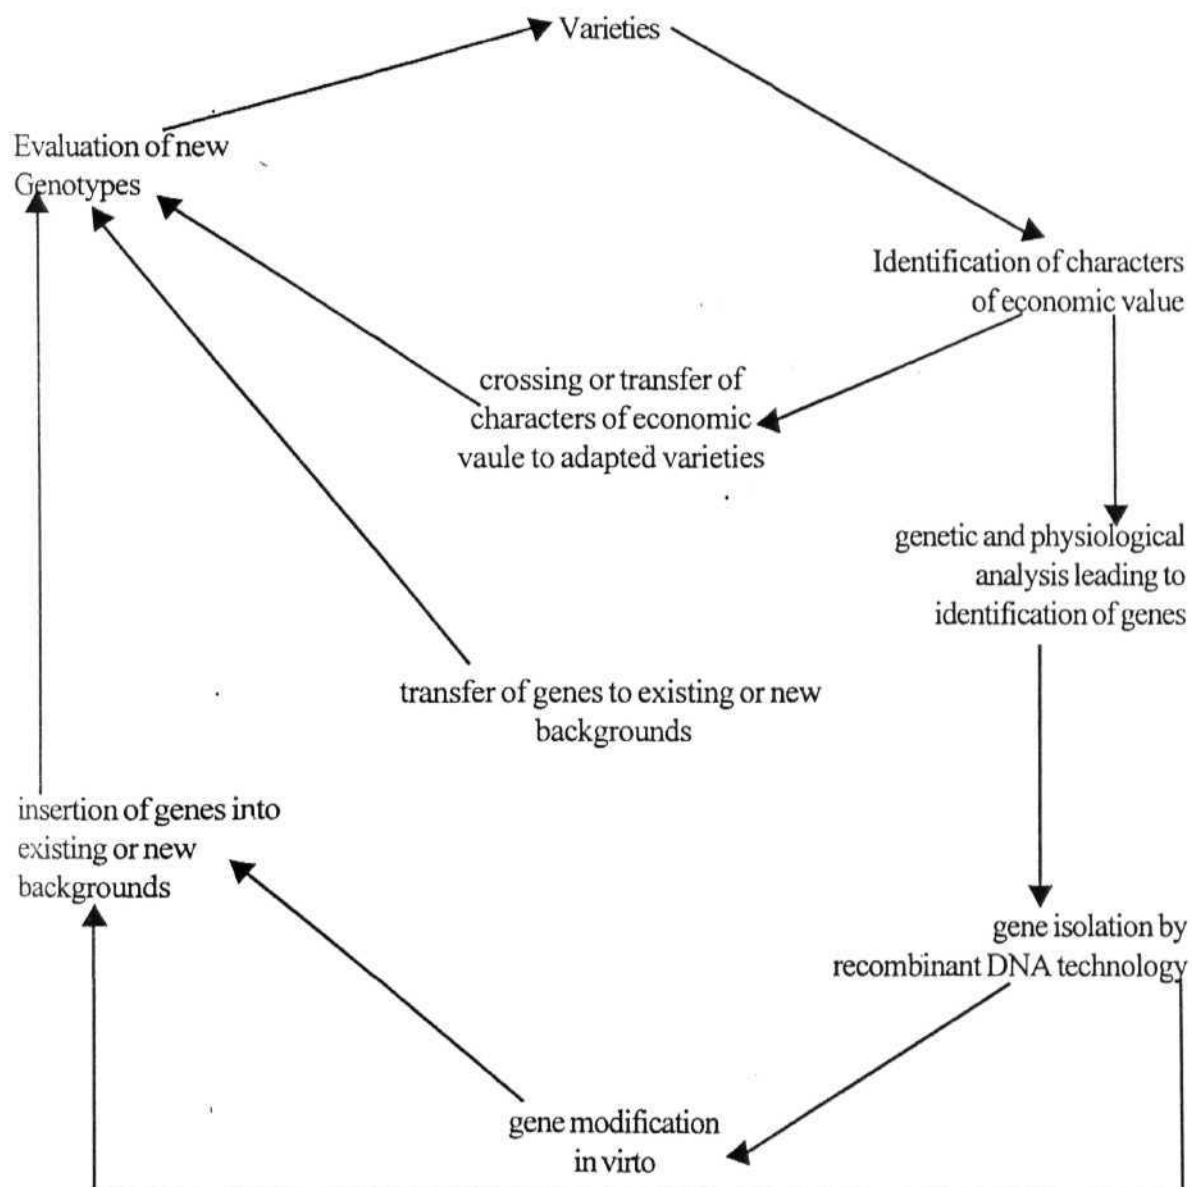 Varieties
Evaluation of new
Genotypes
Identification of characters
of economic value
crossing or transfer of
characters of economic
vaule to adapted varieties
genetic and physiological
analysis leading to
identification of genes
transfer of genes to existing or new
backgrounds
insertion of genes into
existing or new
backgrounds
gene isolation by
recombinant DNA technology
gene modification
in virto